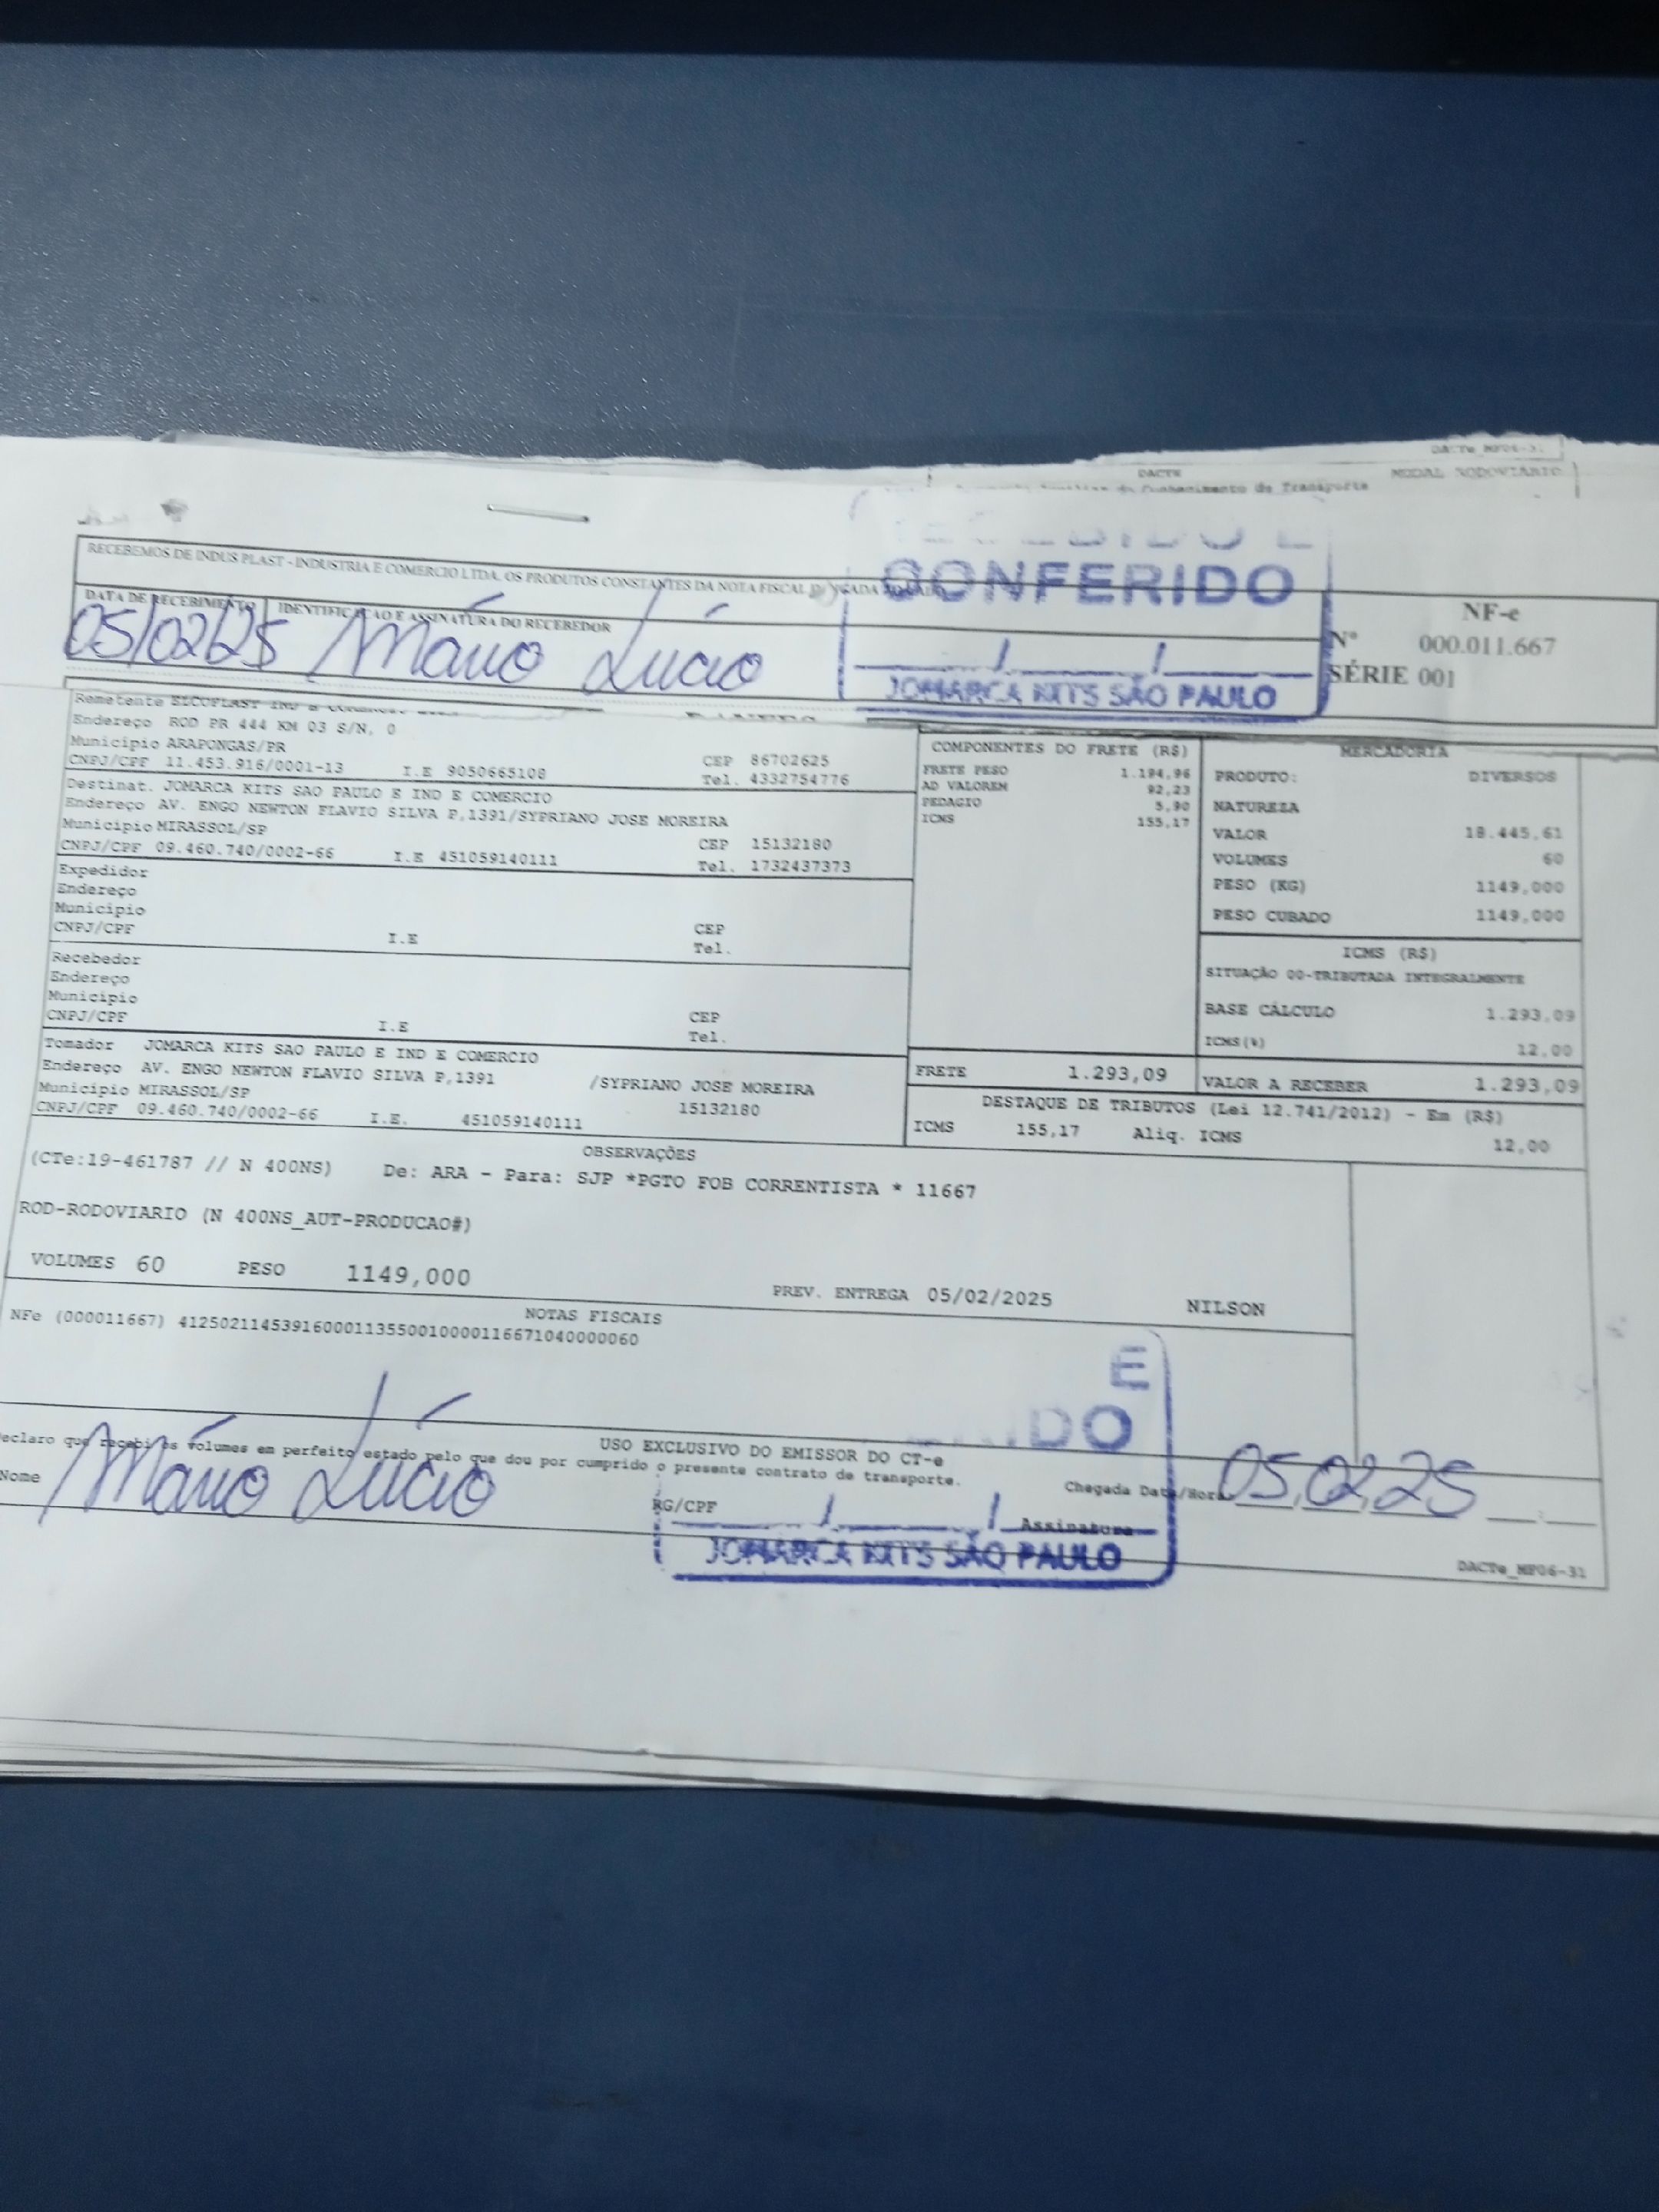 DACTE
MODAL RODOVIÁRIO
de Transporte
RECEBEMOS DE INDUS PLAST - INDUSTRIA E COMERCIO LTDA. OS PRODUTOS CONSTANTES DA NOTA FISCAL
CONFERIDO
DATA DE RECEBIMENTO IDENTIFICAÇÃO E ASSINATURA DO RECEBEDOR
05/02/25 Mário Lúcio
JOMARCA KITS SÃO PAULO
NF-e
Nº 000.011.667
SÉRIE 001
Remetente
Endereço ROD PR 444 KM 03 S/N, 0
Município ARAPONGAS/PR CEP 86702625
CNPJ/CPF 11.453.916/0001-13 I.E 9050665108 Tel. 4332754776
Destinat. JOMARCA KITS SAO PAULO E IND E COMERCIO
Endereço AV. ENGO NEWTON FLAVIO SILVA P,1391/SYPRIANO JOSE MOREIRA
Município MIRASSOL/SP CEP 15132180
CNPJ/CPF 09.460.740/0002-66 I.E 451059140111 Tel. 1732437373
Expedidor
Endereço
Município CEP
CNPJ/CPF I.E Tel.
Recebedor
Endereço
Município CEP
CNPJ/CPF I.E Tel.
Tomador JOMARCA KITS SAO PAULO E IND E COMERCIO
Endereço AV. ENGO NEWTON FLAVIO SILVA P,1391 /SYPRIANO JOSE MOREIRA
Município MIRASSOL/SP 15132180
CNPJ/CPF 09.460.740/0002-66 I.E. 451059140111
COMPONENTES DO FRETE (R$)
FRETE PESO 1.194,96
AD VALOREM 92,23
PEDAGIO 5,90
ICMS 155,17
MERCADORIA
PRODUTO: DIVERSOS
NATUREZA
VALOR 18.445,61
VOLUMES 60
PESO (KG) 1149,000
PESO CUBADO 1149,000
ICMS (R$)
SITUAÇÃO 00-TRIBUTADA INTEGRALMENTE
BASE CÁLCULO 1.293,09
ICMS(%) 12,00
FRETE 1.293,09 VALOR A RECEBER 1.293,09
DESTAQUE DE TRIBUTOS (Lei 12.741/2012) - Em (R$)
ICMS 155,17 Aliq. ICMS 12,00
OBSERVAÇÕES
(CTe:19-461787 // N 400NS) De: ARA - Para: SJP *PGTO FOB CORRENTISTA * 11667
ROD-RODOVIARIO (N 400NS_AUT-PRODUCAO#)
VOLUMES 60 PESO 1149,000 PREV. ENTREGA 05/02/2025 NILSON
NOTAS FISCAIS
NFe (000011667) 41250211453916000113550010000116671040000060
E
DO
USO EXCLUSIVO DO EMISSOR DO CT-e
eclaro que recebi os volumes em perfeito estado pelo que dou por cumprido o presente contrato de transporte.
Nome Mário Lúcio RG/CPF Assinatura Chegada Data/Hora 05,02,25
JOMARCA KITS SÃO PAULO
DACTe_MF06-31